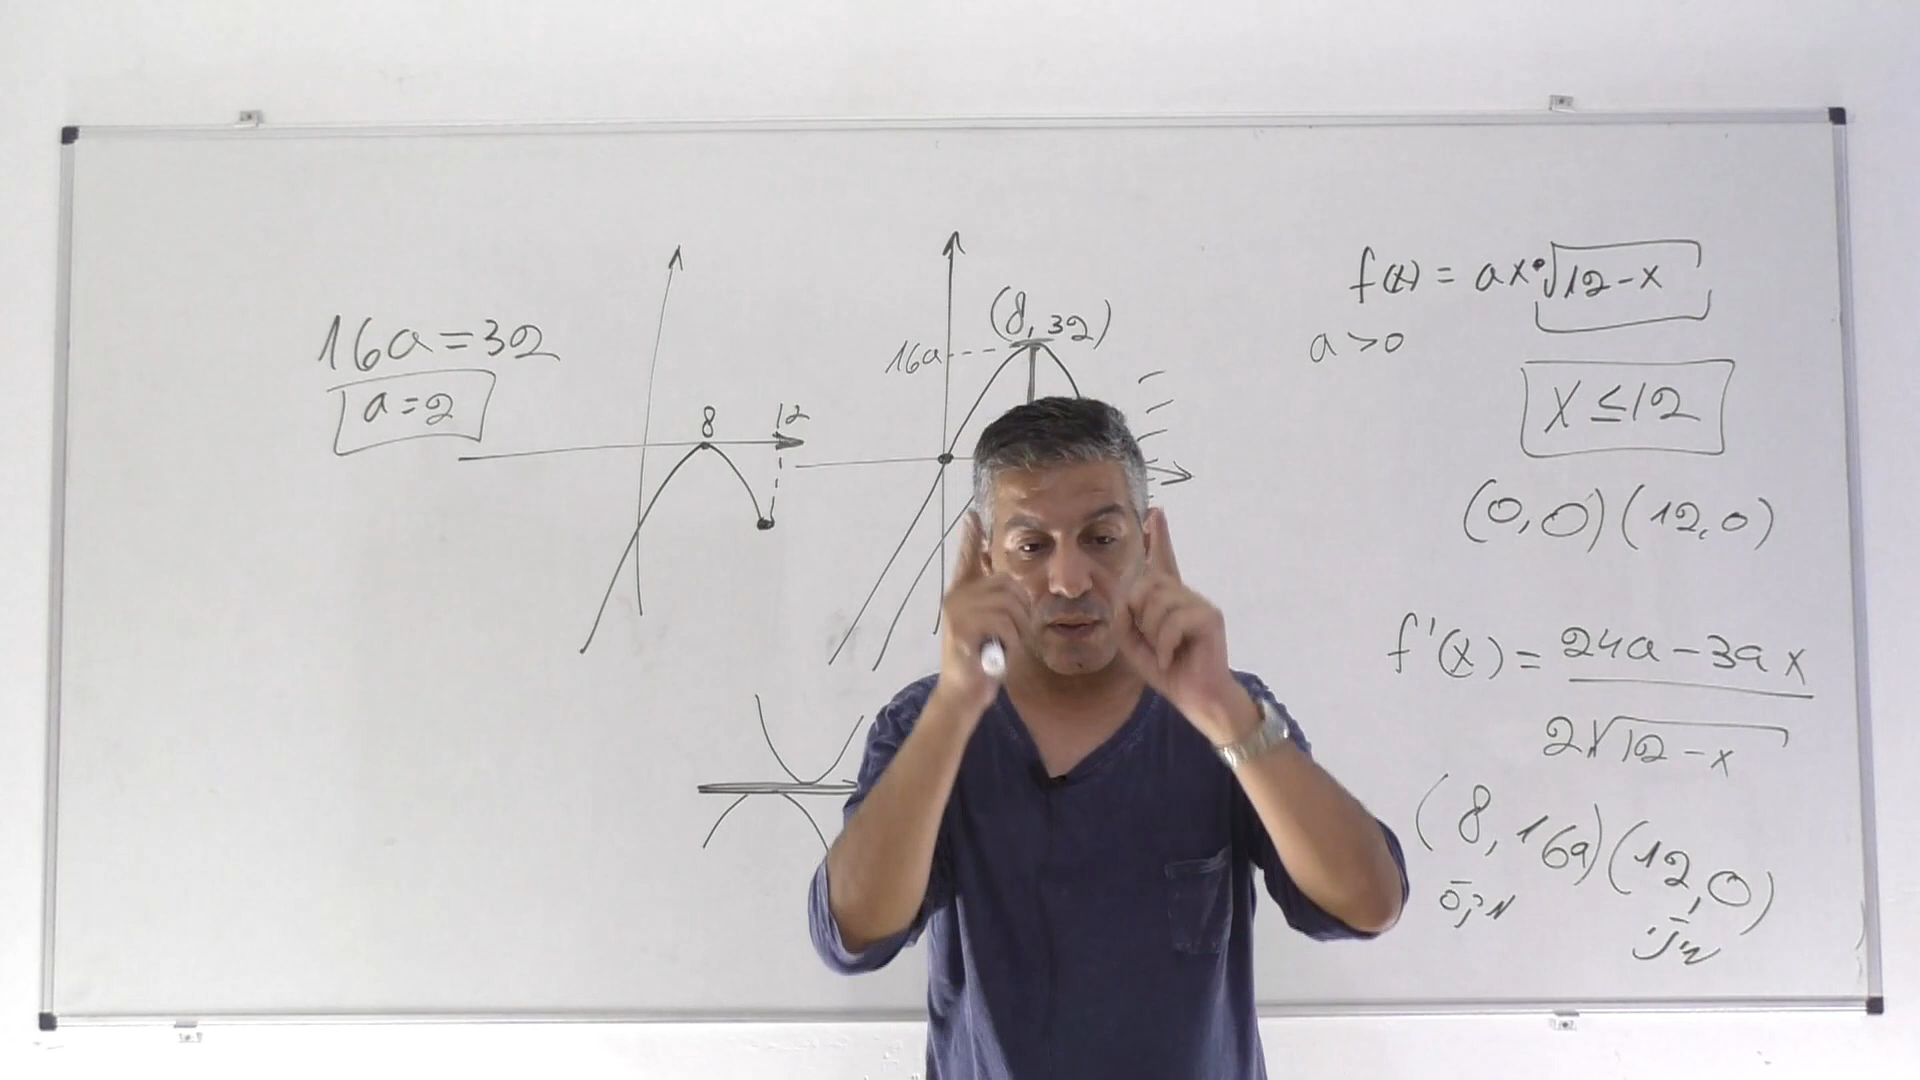 16a=32
a=2
8
12
(8,32)
16a
f(x) = ax·√12-x
a>0
x≤12
(0,0)(12,0)
f'(x) = 24a-3ax
2√12-x
(8,16a)(12,0)